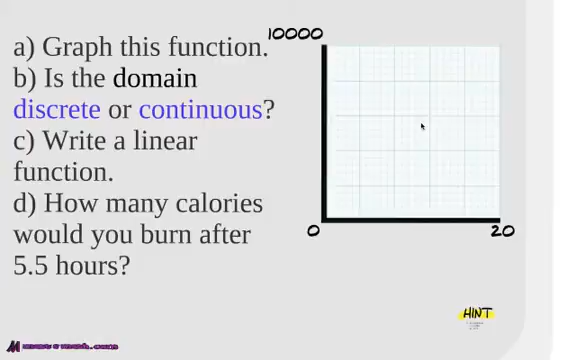 10000
a) Graph this function.
b) Is the domain
discrete or continuous?
c) Write a linear
function.
d) How many calories
would you burn after
5.5 hours?
0
20
HINT